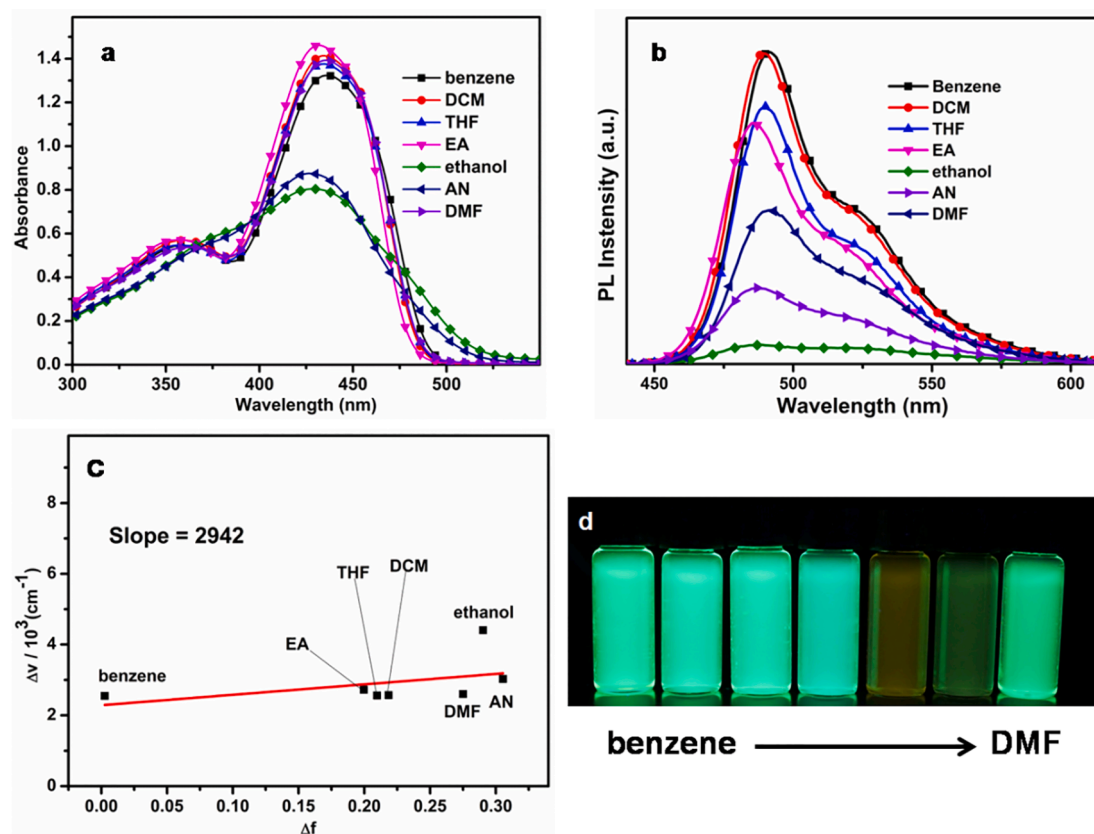 a
benzene
DCM
THF
EA
ethanol
AN
DMF
Absorbance
1.4
1.2
1.0
0.8
0.6
0.4
0.2
0.0
300 350 400 450 500
Wavelength (nm)
b
Benzene
DCM
THF
EA
ethanol
AN
DMF
PL Instensity (a.u.)
450 500 550 600
Wavelength (nm)
c
Slope = 2942
THF DCM
EA
ethanol
benzene
DMF AN
Δν / 10³(cm⁻¹)
8
6
4
2
0
0.00 0.05 0.10 0.15 0.20 0.25 0.30
Δf
d
benzene DMF